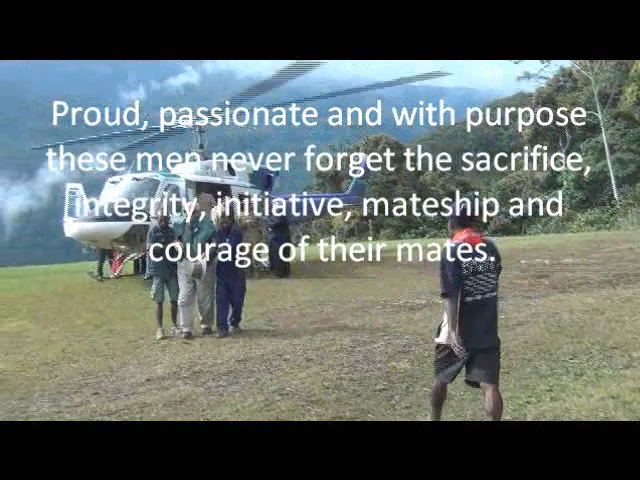 Proud, passionate and with purpose
these men never forget the sacrifice,
integrity, initiative, mateship and
courage of their mates.